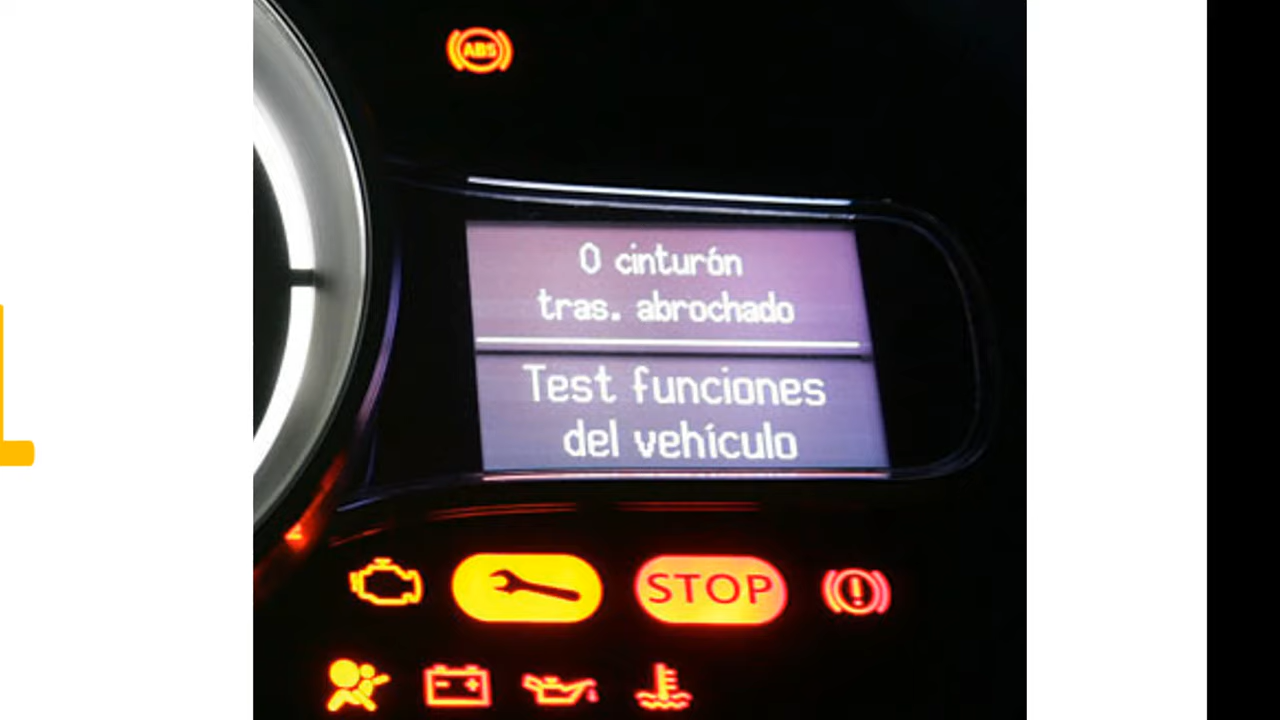 ABS
0 cinturón
tras. abrochado
Test funciones
del vehículo
STOP